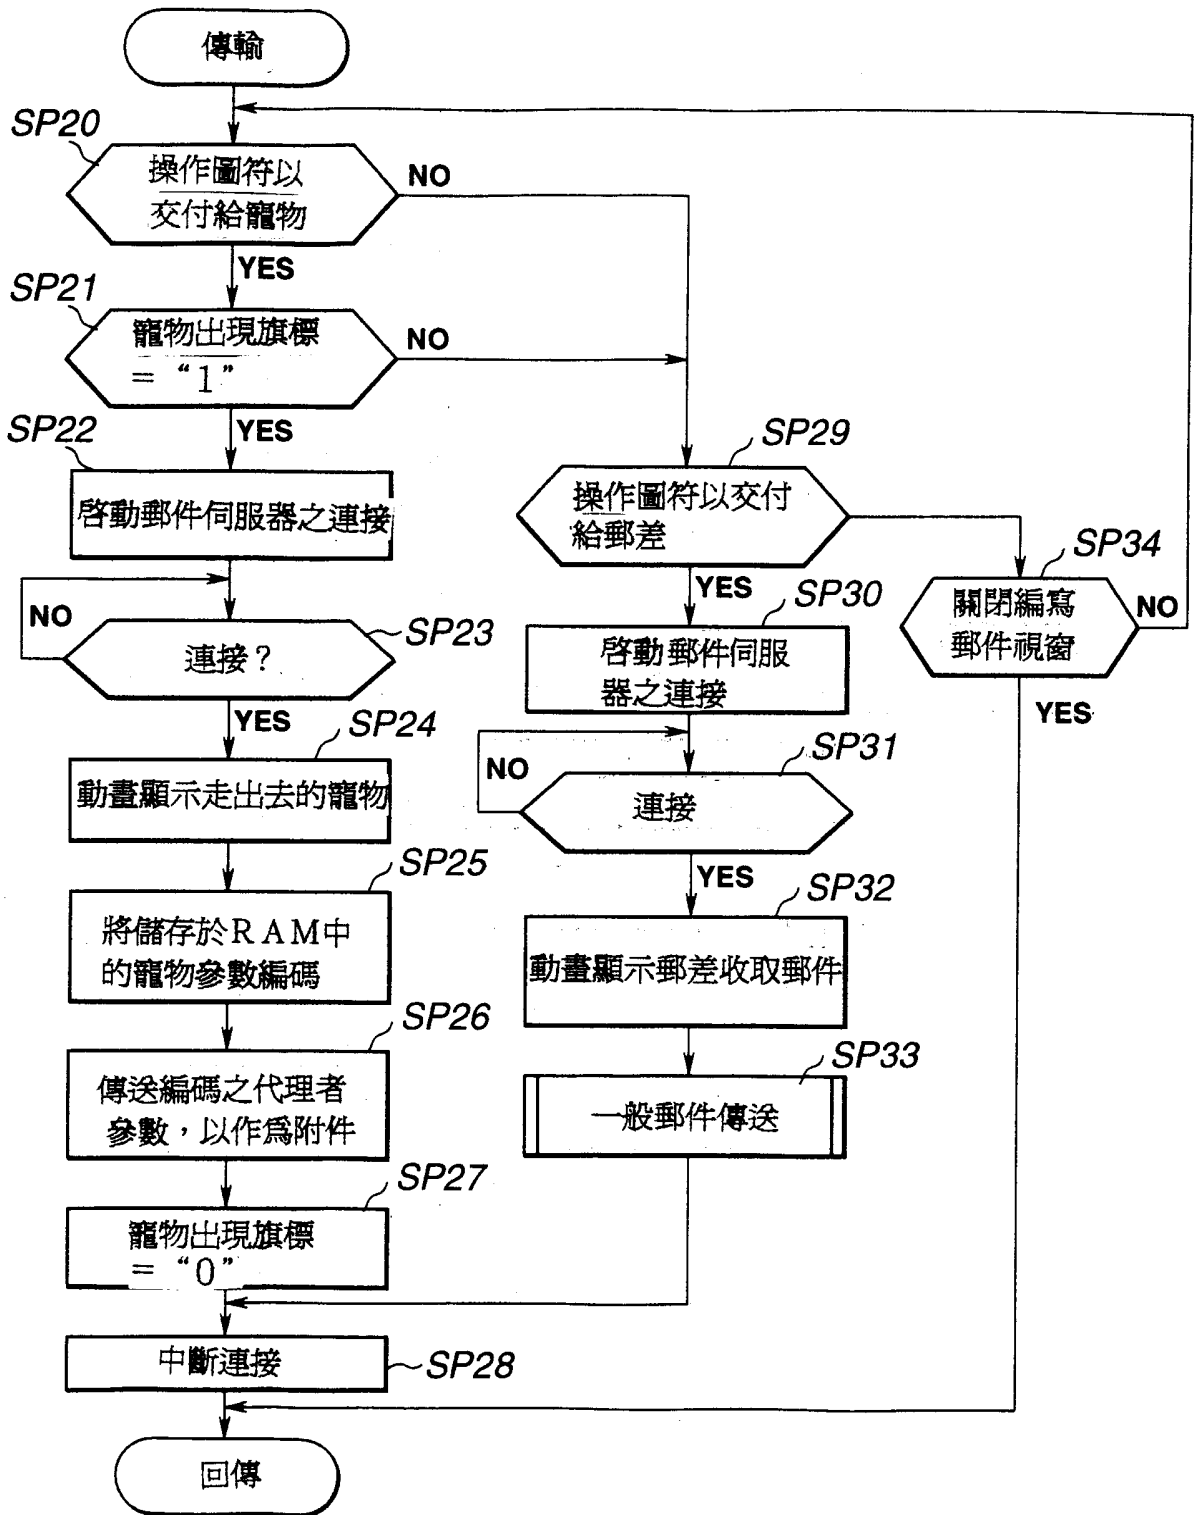 傳輸
SP20
操作圖符以
交付給寵物
NO
YES
SP21
寵物出現旗標
= “1”
NO
YES
SP22
啓動郵件伺服器之連接
NO
連接？
SP23
YES
SP24
動畫顯示走出去的寵物
SP25
將儲存於RAM中
的寵物參數編碼
SP26
傳送編碼之代理者
參數，以作爲附件
SP27
寵物出現旗標
= “0”
中斷連接
SP28
回傳
SP29
操作圖符以交付
給郵差
YES
SP30
啓動郵件伺服
器之連接
NO
SP31
連接
YES
SP32
動畫顯示郵差收取郵件
SP33
一般郵件傳送
SP34
關閉編寫
郵件視窗
NO
YES